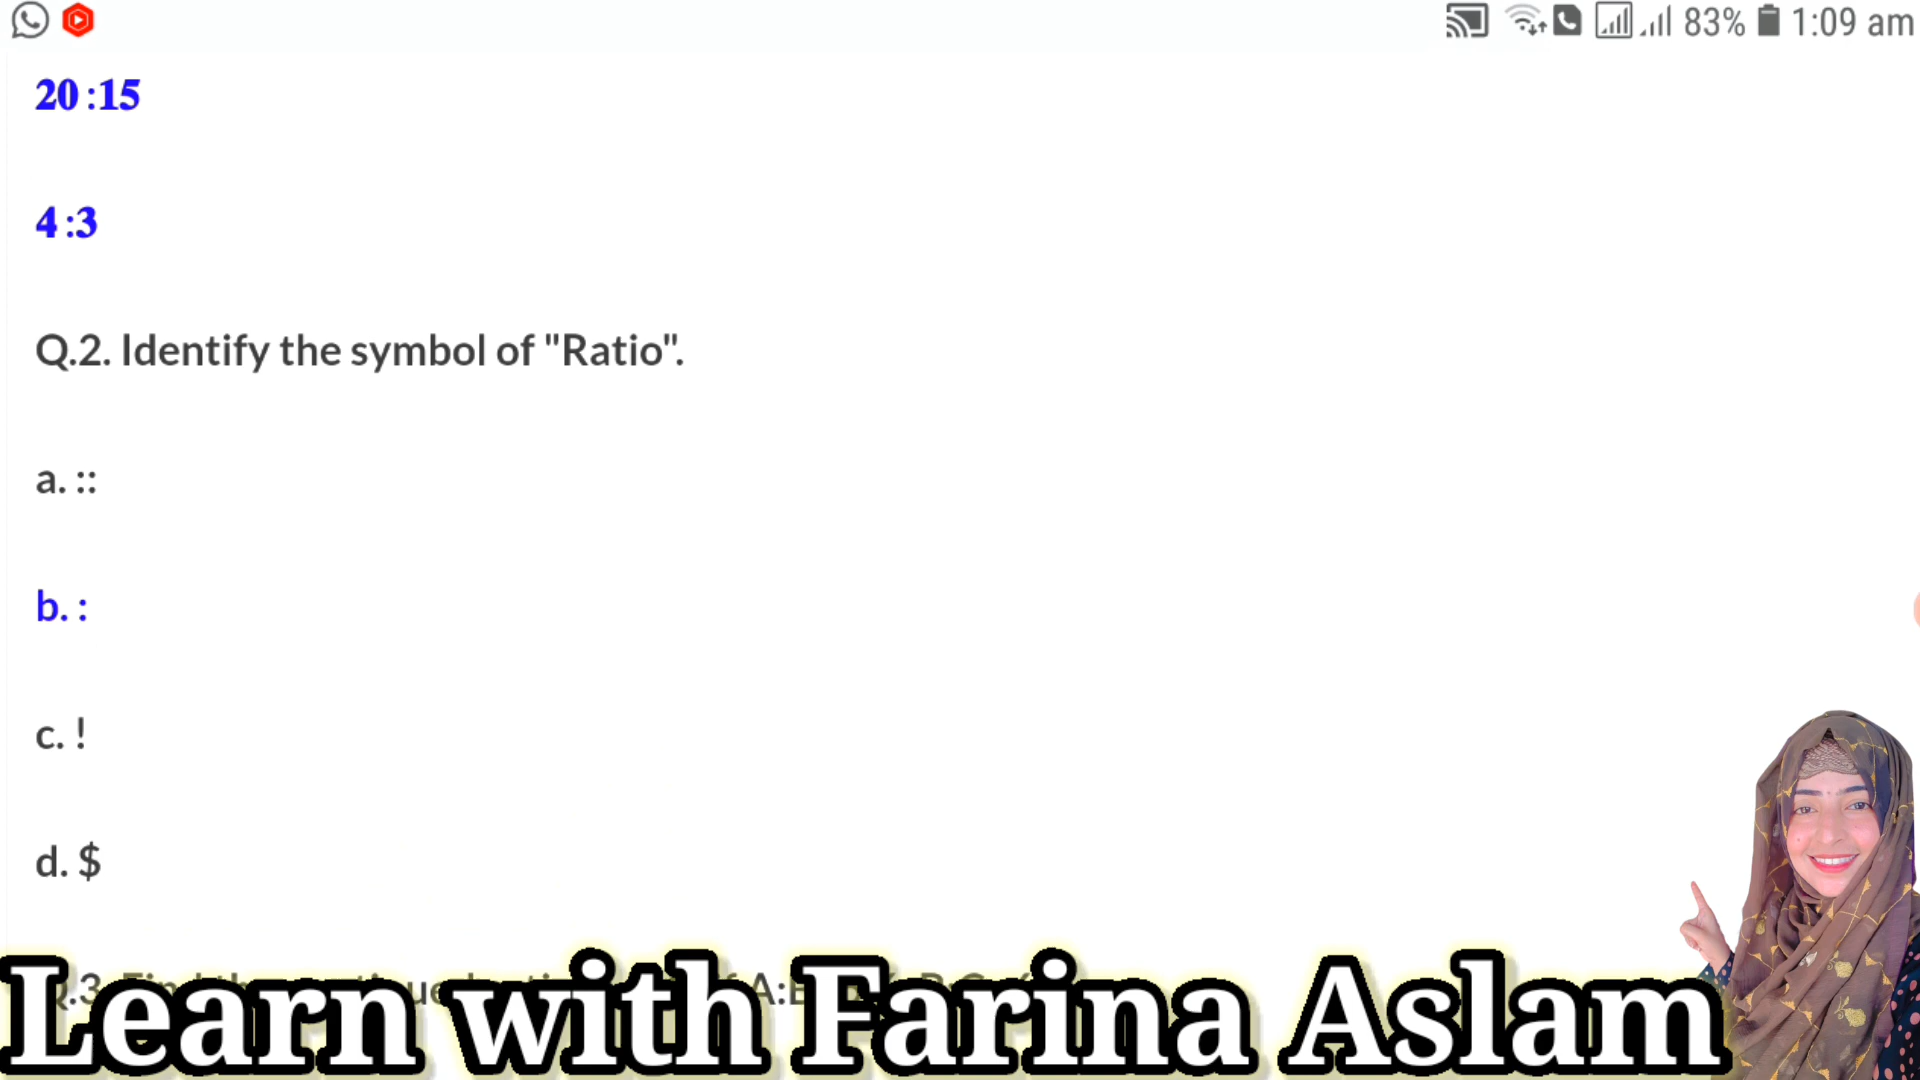 83% 1:09 am
20 :15
4 :3
Q.2. Identify the symbol of "Ratio".
a. ::
b. :
c. !
d. $
Learn with Farina Aslam